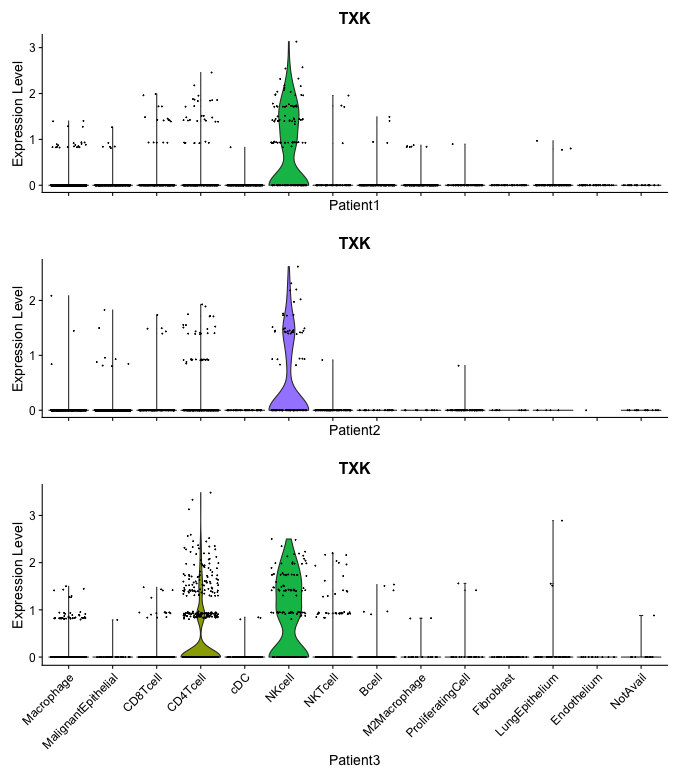 TXK
Expression Level
3
2
1
0
Patient1
TXK
Expression Level
2
1
0
Patient2
TXK
Expression Level
3
2
1
0
Macrophage
MalignantEpithelial
CD8Tcell
CD4Tcell
cDC
NKcell
NKTcell
Bcell
M2Macrophage
ProliferatingCell
Fibroblast
LungEpithelium
Endothelium
NotAvail
Patient3